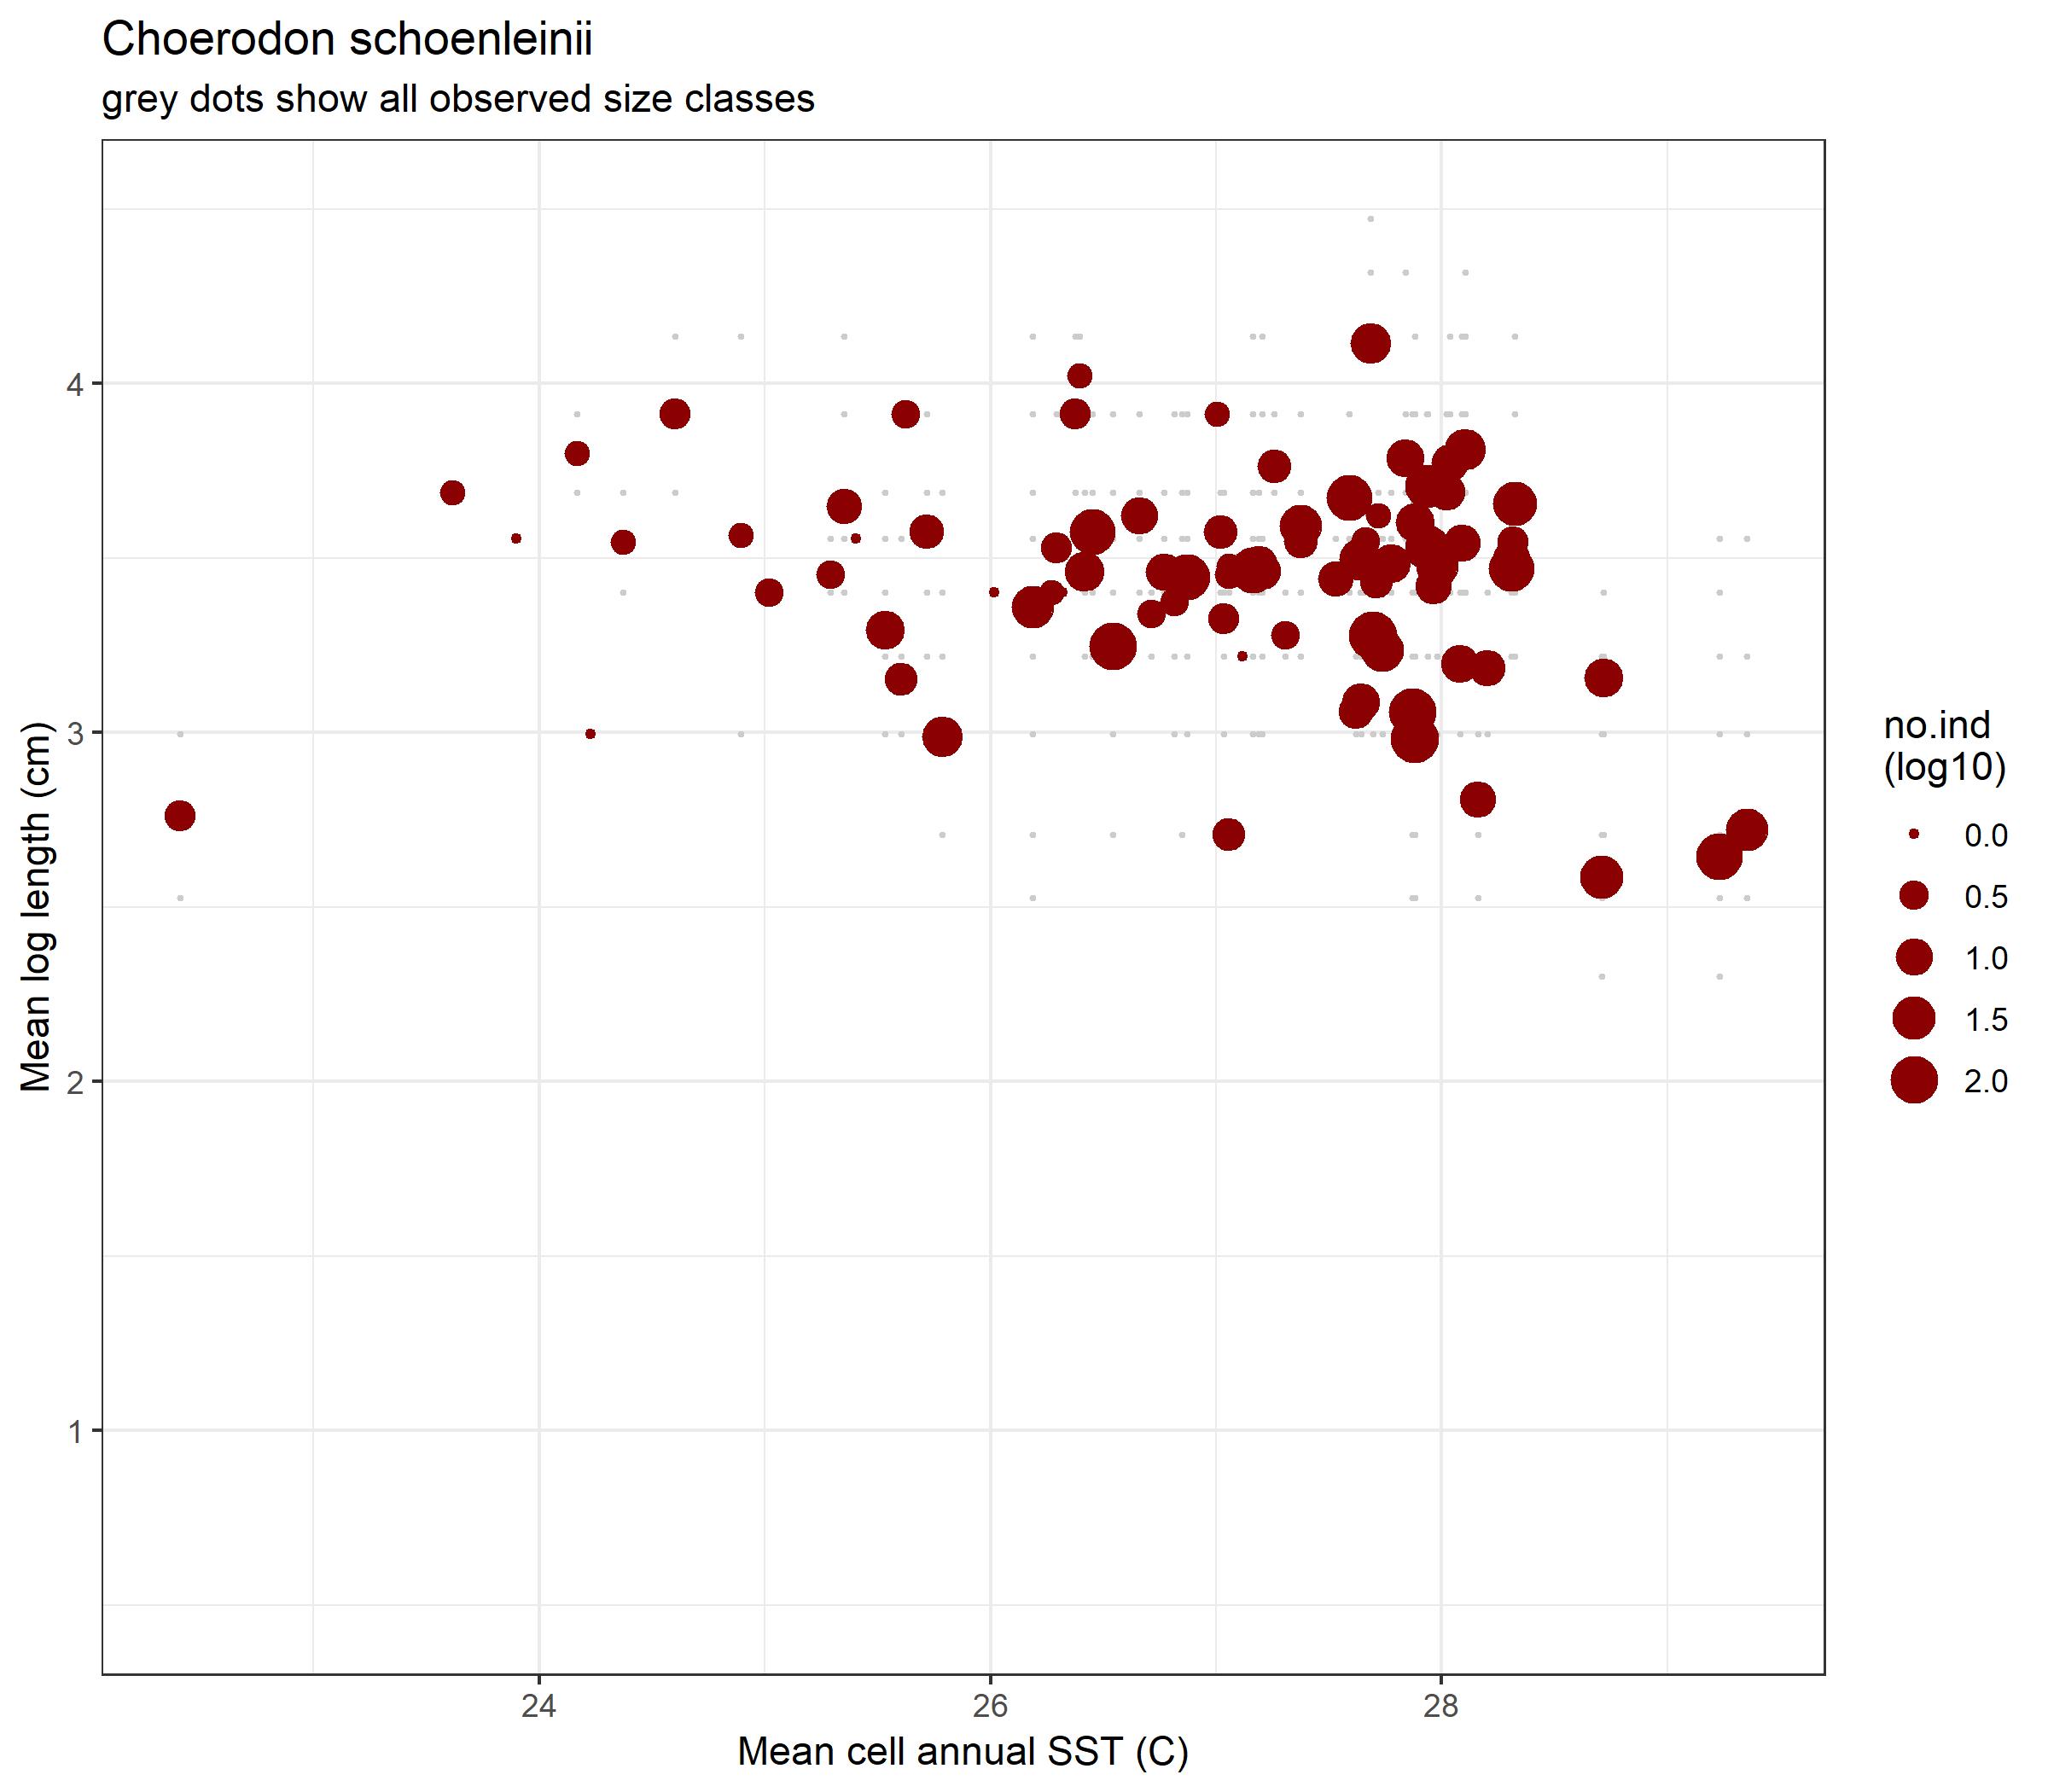 Choerodon schoenleinii
grey dots show all observed size classes
Mean log length (cm)
4
3
2
1
24
26
28
Mean cell annual SST (C)
no.ind
(log10)
0.0
0.5
1.0
1.5
2.0